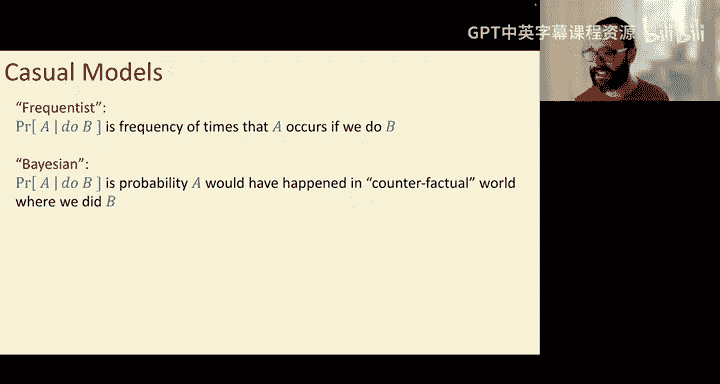 GPT中英字幕课程资源 bilibili
Casual Models
“Frequentist”:
Pr[ A | do B ] is frequency of times that A occurs if we do B
“Bayesian”:
Pr[ A | do B ] is probability A would have happened in “counter-factual” world
where we did B